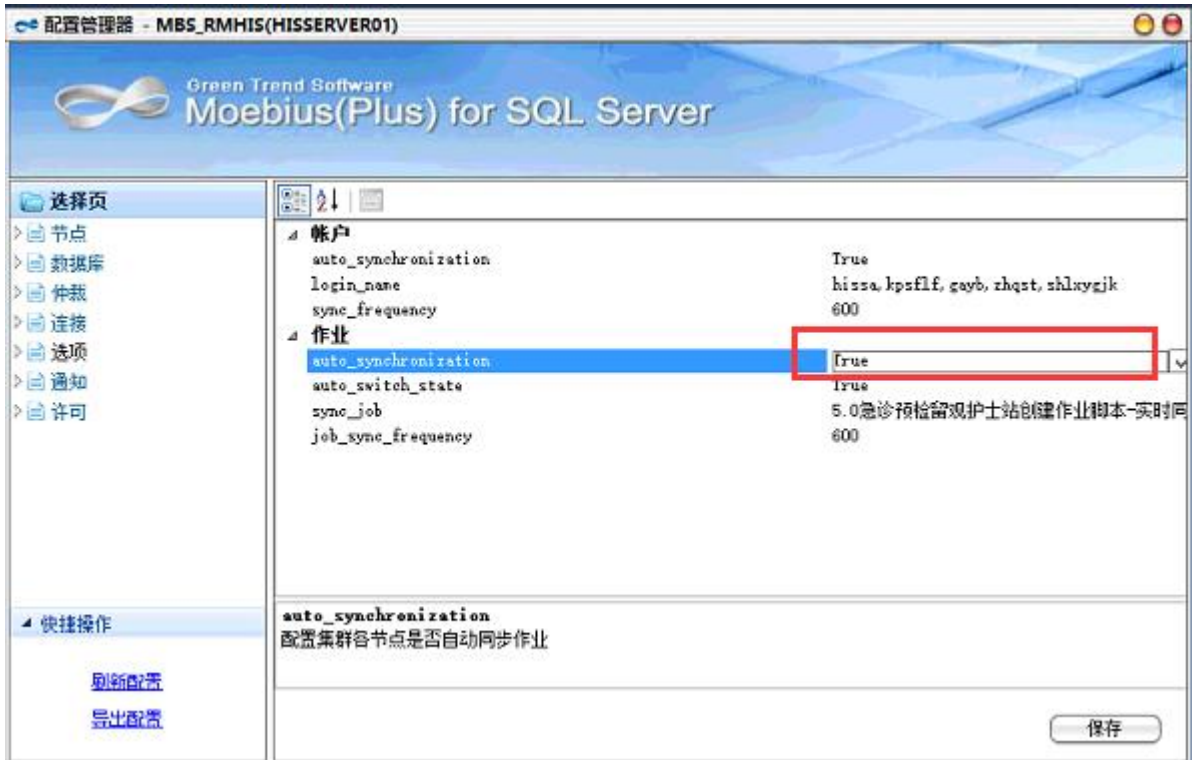 配置管理器 - MBS_RMHIS(HISSERVER01)
Green Trend Software
Moebius(Plus) for SQL Server
选择页
节点
数据库
仲裁
连接
选项
通知
许可
帐户
auto_synchronization True
login_name hissa,kpsflf,gayb,zhqst,shlxygjk
sync_frequency 600
作业
auto_synchronization True
auto_switch_state True
sync_job 5.0急诊预检留观护士站创建作业脚本-实时同
job_sync_frequency 600
快捷操作
刷新配置
导出配置
auto_synchronization
配置集群各节点是否自动同步作业
保存